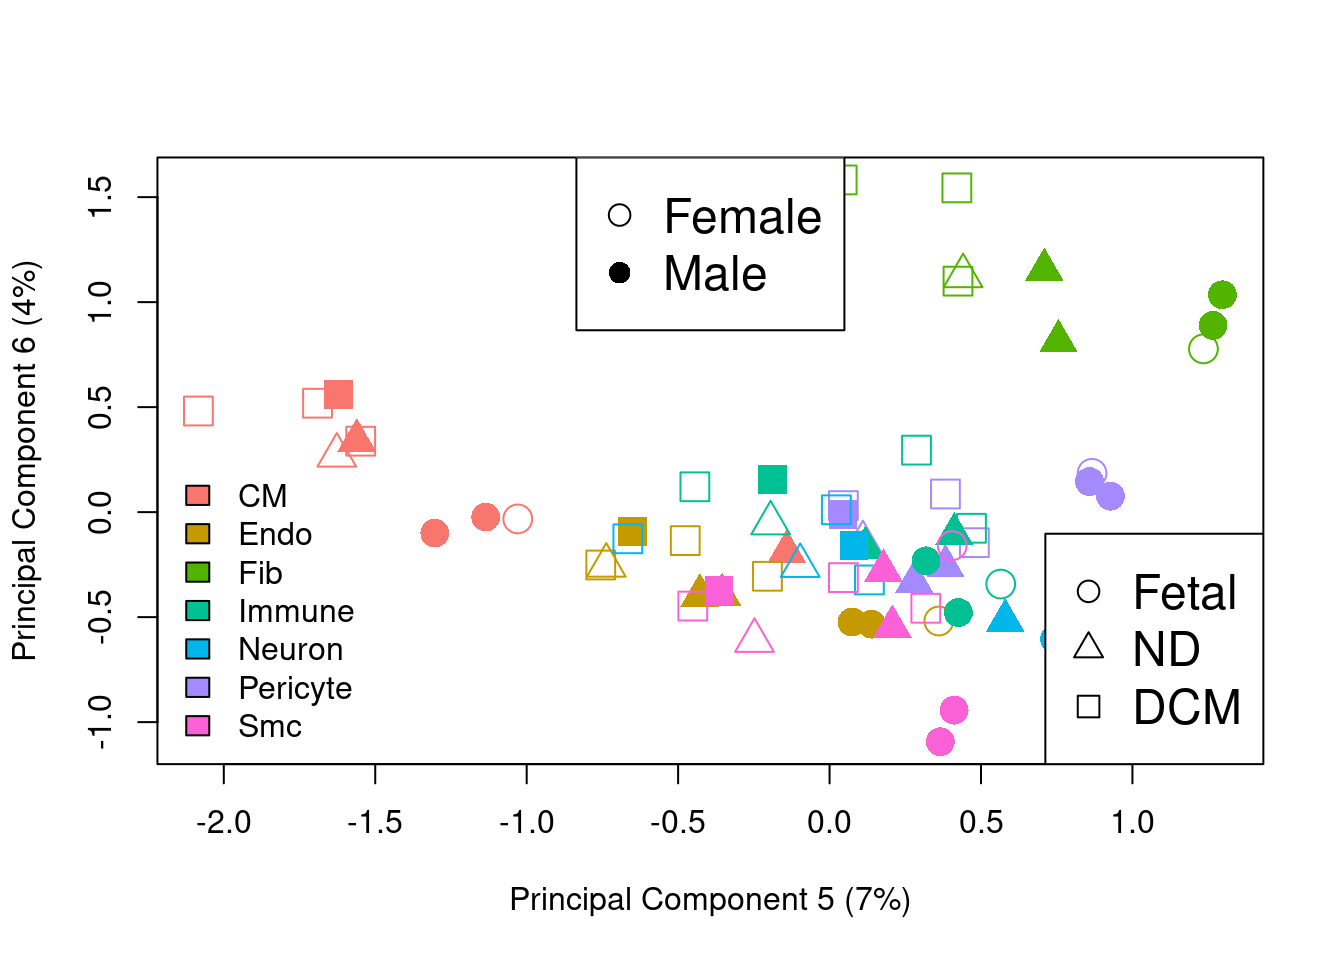 Female
Male
1.5
1.0
0.5
0.0
-0.5
-1.0
Principal Component 6 (4%)
CM
Endo
Fib
Immune
Neuron
Pericyte
Smc
Fetal
ND
DCM
-2.0 -1.5 -1.0 -0.5 0.0 0.5 1.0
Principal Component 5 (7%)